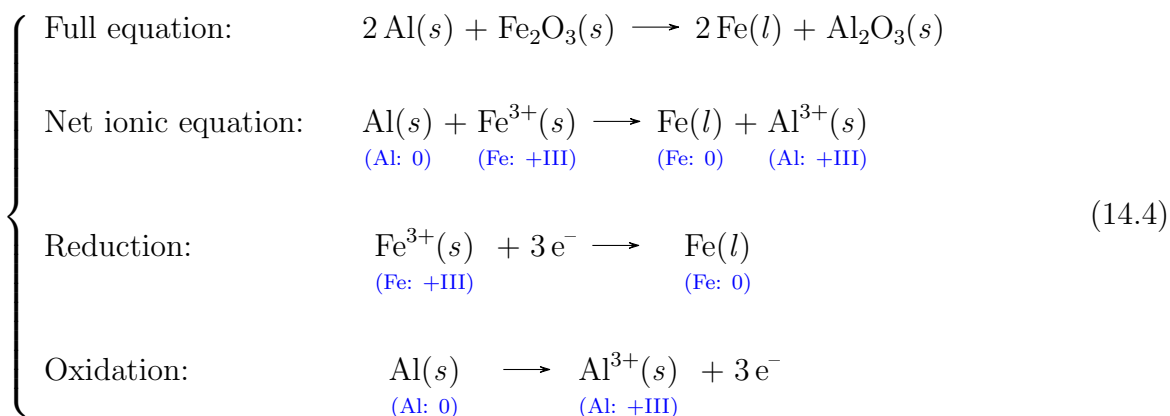 Full equation: 2 Al(s) + Fe₂O₃(s) ⟶ 2 Fe(l) + Al₂O₃(s)
Net ionic equation: Al(s) + Fe³⁺(s) ⟶ Fe(l) + Al³⁺(s)
(Al: 0) (Fe: +III) (Fe: 0) (Al: +III)
(14.4)
Reduction: Fe³⁺(s) + 3 e⁻ ⟶ Fe(l)
(Fe: +III) (Fe: 0)
Oxidation: Al(s) ⟶ Al³⁺(s) + 3 e⁻
(Al: 0) (Al: +III)